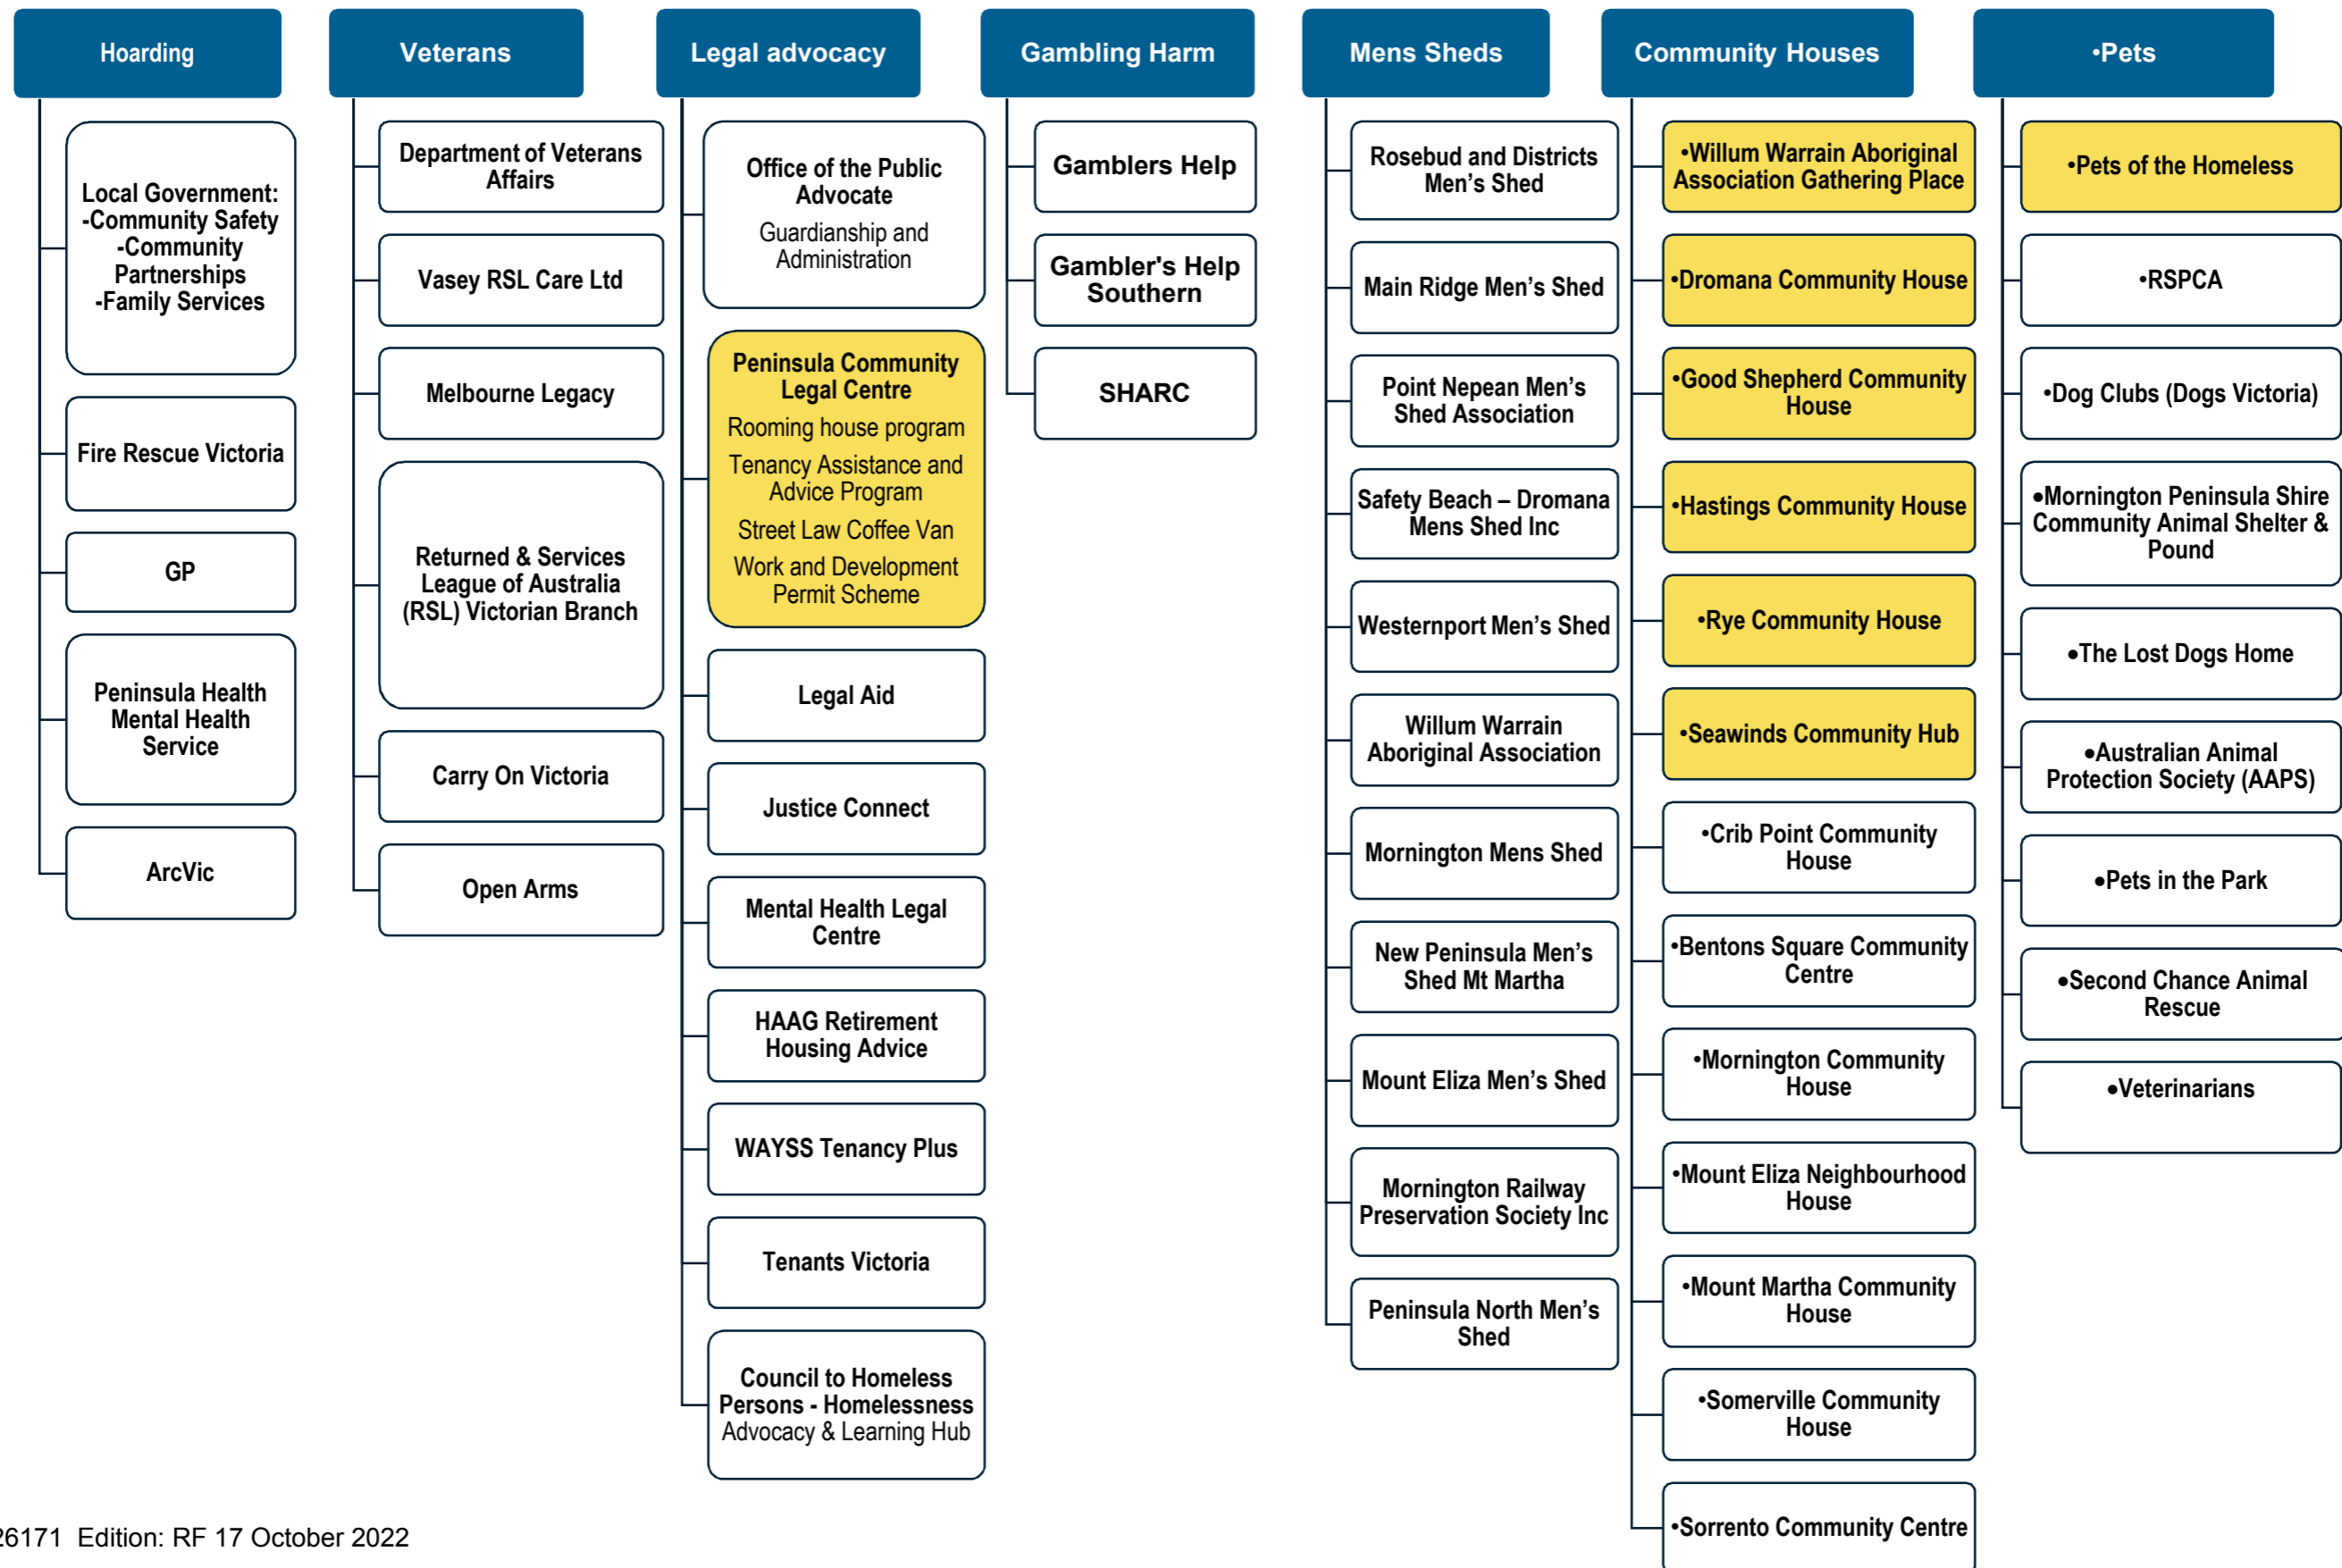 Hoarding
Local Government:
-Community Safety
-Community
Partnerships
-Family Services
Fire Rescue Victoria
GP
Peninsula Health
Mental Health
Service
ArcVic
Veterans
Department of Veterans
Affairs
Vasey RSL Care Ltd
Melbourne Legacy
Returned & Services
League of Australia
(RSL) Victorian Branch
Carry On Victoria
Open Arms
Legal advocacy
Office of the Public
Advocate
Guardianship and
Administration
Peninsula Community
Legal Centre
Rooming house program
Tenancy Assistance and
Advice Program
Street Law Coffee Van
Work and Development
Permit Scheme
Legal Aid
Justice Connect
Mental Health Legal
Centre
HAAG Retirement
Housing Advice
WAYSS Tenancy Plus
Tenants Victoria
Council to Homeless
Persons - Homelessness
Advocacy & Learning Hub
Gambling Harm
Gamblers Help
Gambler's Help
Southern
SHARC
Mens Sheds
Rosebud and Districts
Men’s Shed
Main Ridge Men’s Shed
Point Nepean Men’s
Shed Association
Safety Beach – Dromana
Mens Shed Inc
Westernport Men’s Shed
Willum Warrain
Aboriginal Association
Mornington Mens Shed
New Peninsula Men’s
Shed Mt Martha
Mount Eliza Men’s Shed
Mornington Railway
Preservation Society Inc
Peninsula North Men’s
Shed
Community Houses
•Willum Warrain Aboriginal
Association Gathering Place
•Dromana Community House
•Good Shepherd Community
House
•Hastings Community House
•Rye Community House
•Seawinds Community Hub
•Crib Point Community
House
•Bentons Square Community
Centre
•Mornington Community
House
•Mount Eliza Neighbourhood
House
•Mount Martha Community
House
•Somerville Community
House
•Sorrento Community Centre
•Pets
•Pets of the Homeless
•RSPCA
•Dog Clubs (Dogs Victoria)
•Mornington Peninsula Shire
Community Animal Shelter &
Pound
•The Lost Dogs Home
•Australian Animal
Protection Society (AAPS)
•Pets in the Park
•Second Chance Animal
Rescue
•Veterinarians
26171 Edition: RF 17 October 2022